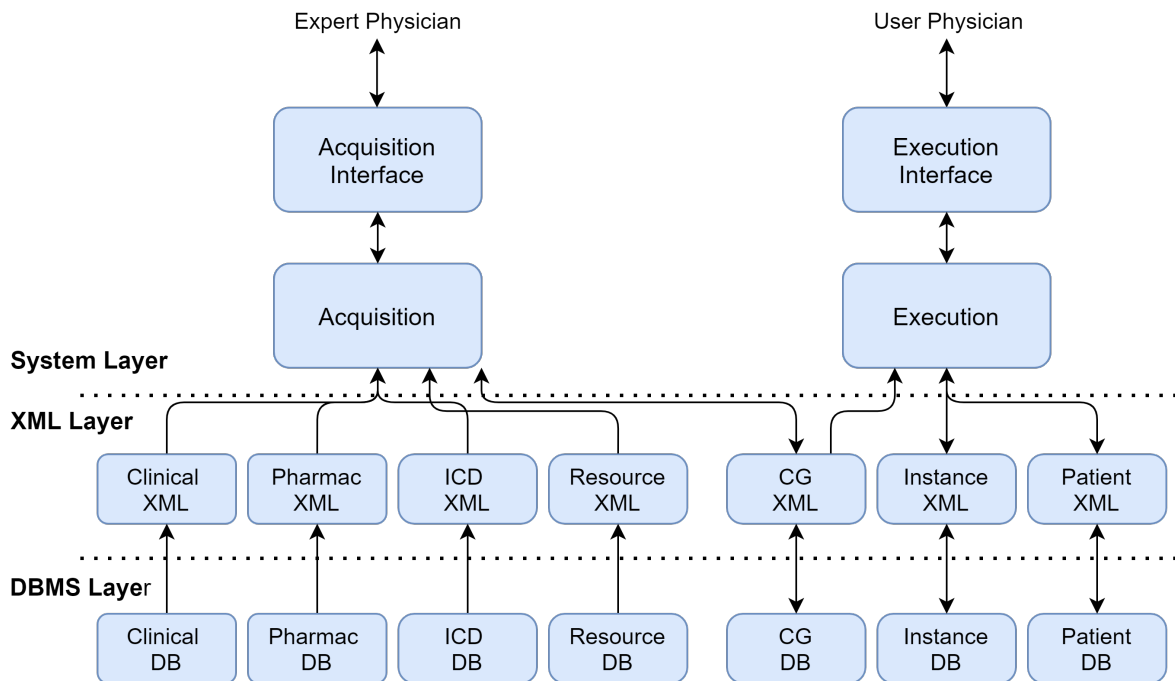 Expert Physician
User Physician
Acquisition
Interface
Execution
Interface
Acquisition
Execution
System Layer
XML Layer
Clinical
XML
Pharmac
XML
ICD
XML
Resource
XML
CG
XML
Instance
XML
Patient
XML
DBMS Layer
Clinical
DB
Pharmac
DB
ICD
DB
Resource
DB
CG
DB
Instance
DB
Patient
DB